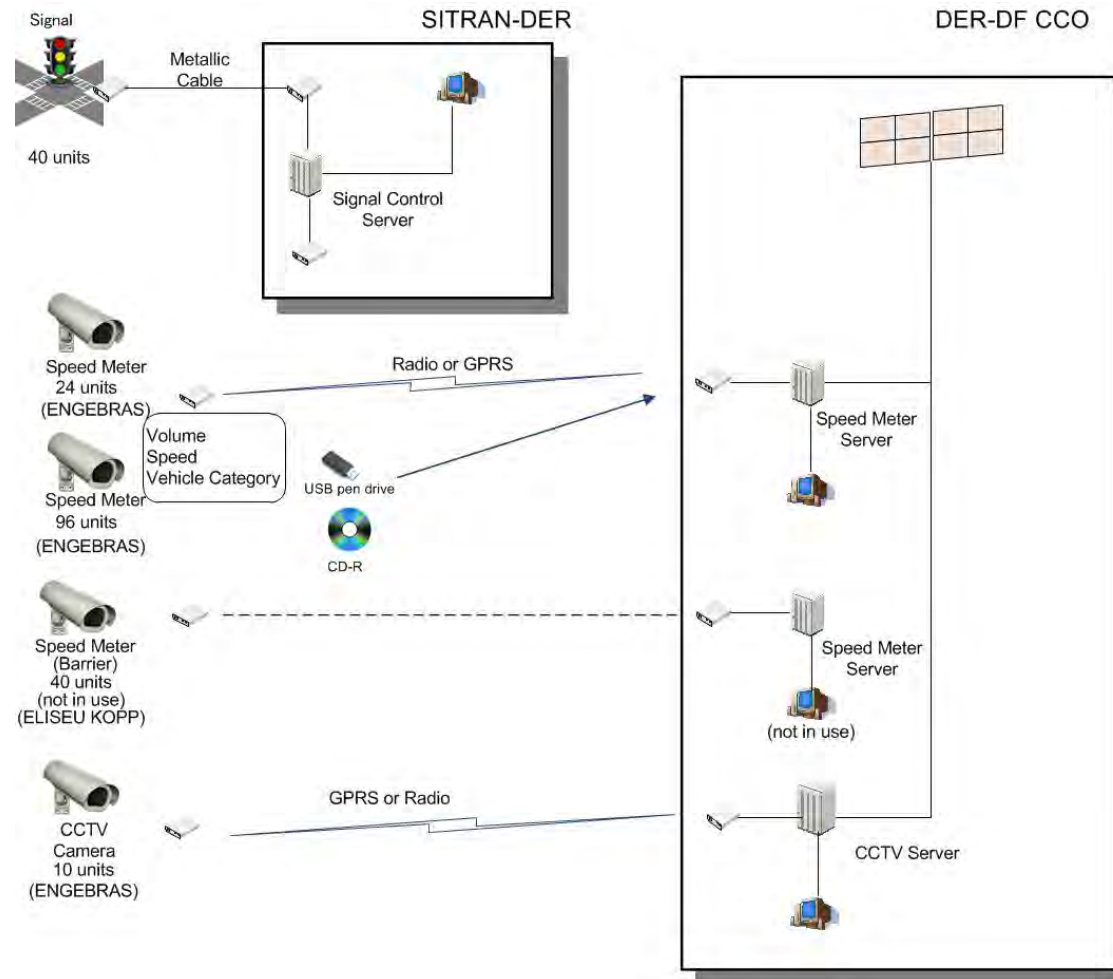 SITRAN-DER
DER-DF CCO
Signal
Metallic
Cable
40 units
Signal Control
Server
Speed Meter
24 units
(ENGEBRAS)
Radio or GPRS
Volume
Speed
Vehicle Category
Speed Meter
96 units
(ENGEBRAS)
USB pen drive
CD-R
Speed Meter
Server
Speed Meter
(Barrier)
40 units
(not in use)
(ELISEU KOPP)
Speed Meter
Server
(not in use)
CCTV
Camera
10 units
(ENGEBRAS)
GPRS or Radio
CCTV Server